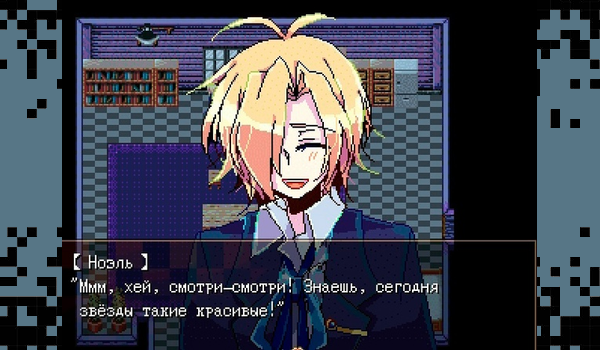 【 Ноэль 】
"Ммм, хей, смотри—смотри! Знаешь, сегодня
звёзды такие красивые!"